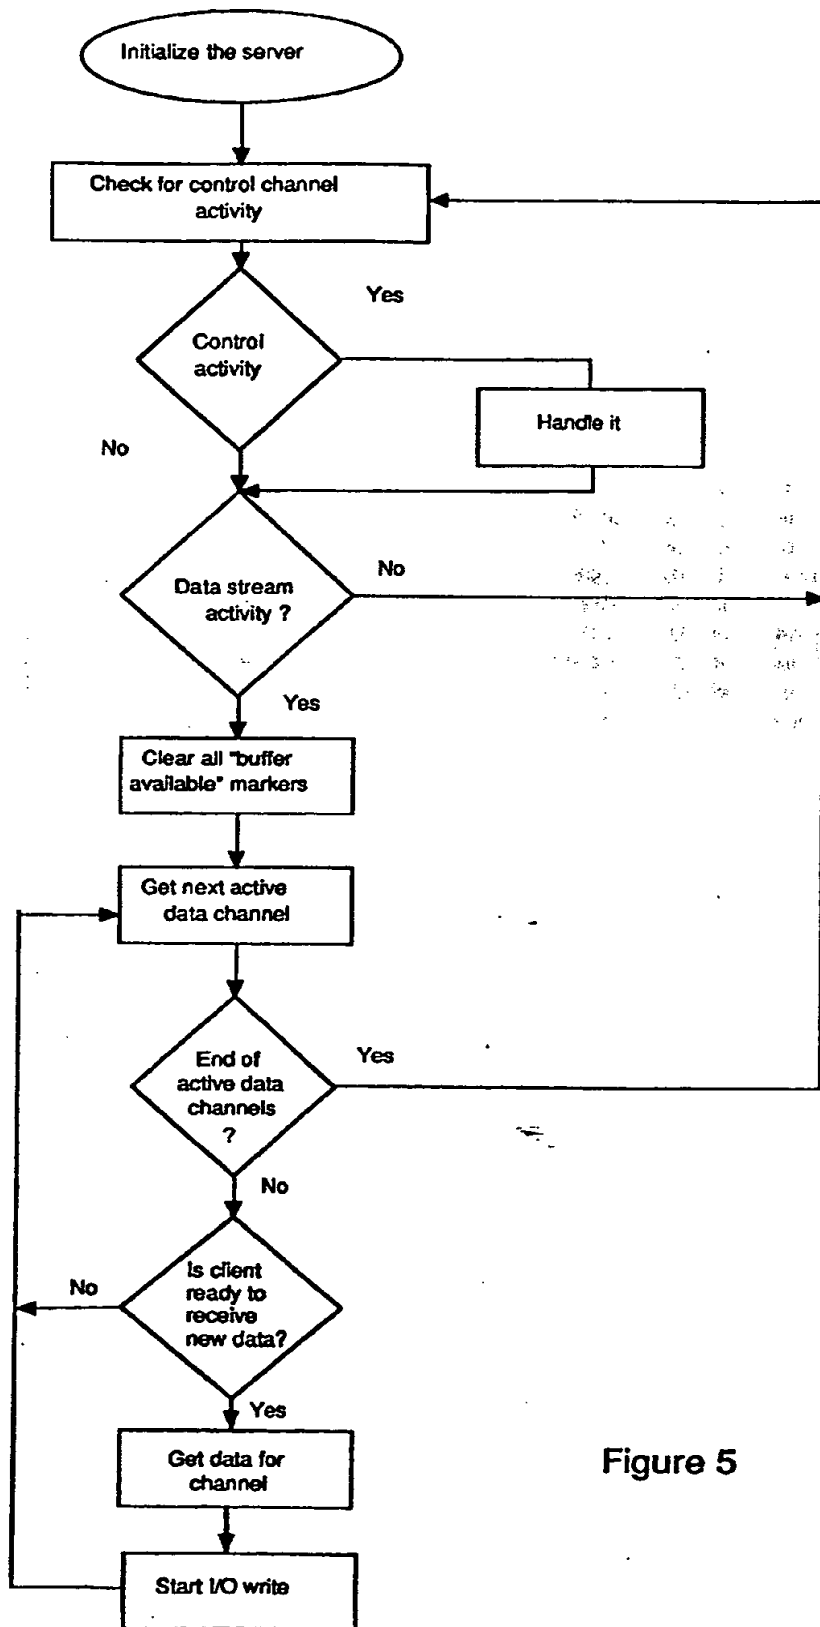 Initialize the server
Check for control channel
activity
Yes
Control
activity
Handle it
No
Data stream
activity ?
No
Yes
Clear all "buffer
available" markers
Get next active
data channel
End of
active data
channels
?
Yes
No
Is client
ready to
receive
new data?
No
Yes
Get data for
channel
Figure 5
Start I/O write